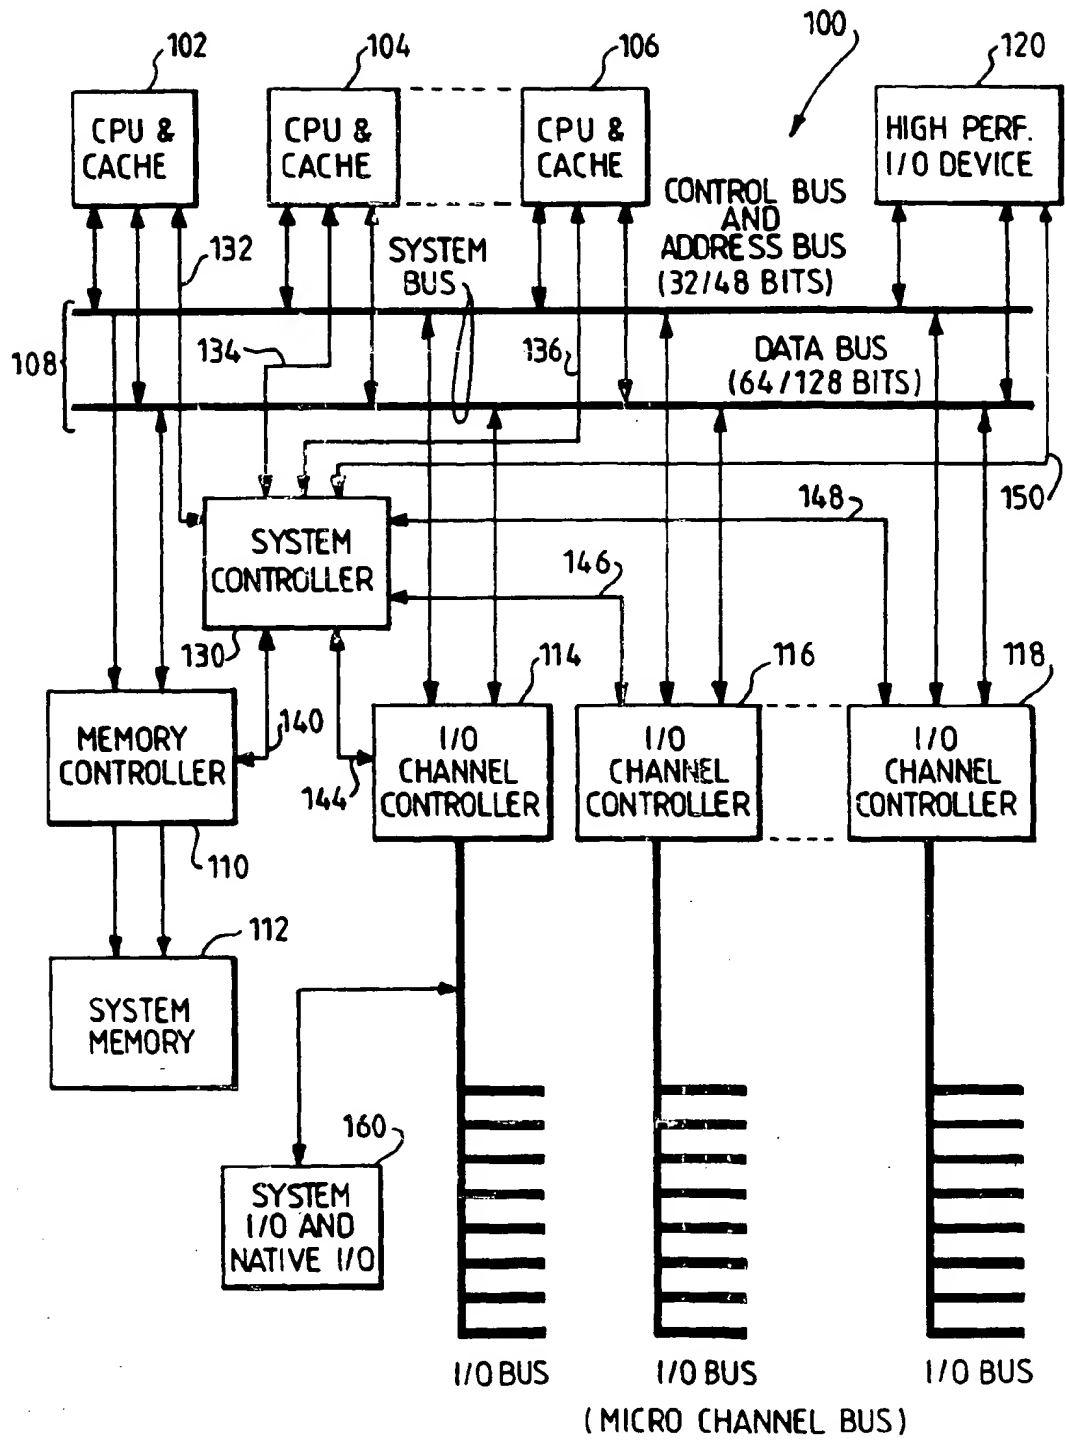 100
102
104
106
120
CPU &
CACHE
CPU &
CACHE
CPU &
CACHE
HIGH PERF.
I/O DEVICE
CONTROL BUS
AND
ADDRESS BUS
(32/48 BITS)
132
SYSTEM
BUS
108
134
136
DATA BUS
(64/128 BITS)
148
150
SYSTEM
CONTROLLER
146
130
114
116
118
140
144
MEMORY
CONTROLLER
I/O
CHANNEL
CONTROLLER
I/O
CHANNEL
CONTROLLER
I/O
CHANNEL
CONTROLLER
110
112
SYSTEM
MEMORY
160
SYSTEM
I/O AND
NATIVE I/O
I/O BUS
I/O BUS
I/O BUS
(MICRO CHANNEL BUS)